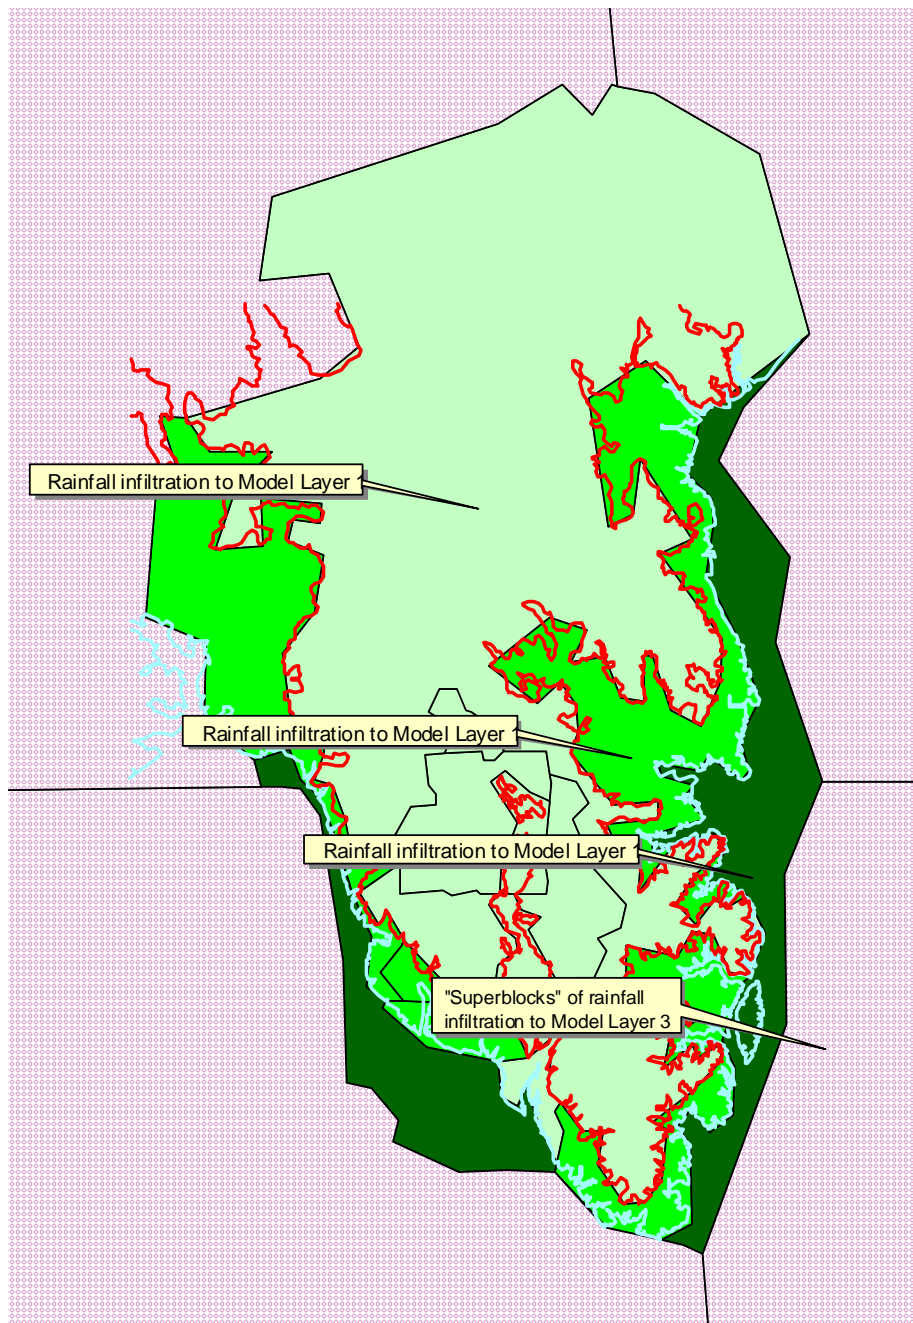 Rainfall infiltration to Model Layer 1
Rainfall infiltration to Model Layer
Rainfall infiltration to Model Layer
"Superblocks" of rainfall
infiltration to Model Layer 3